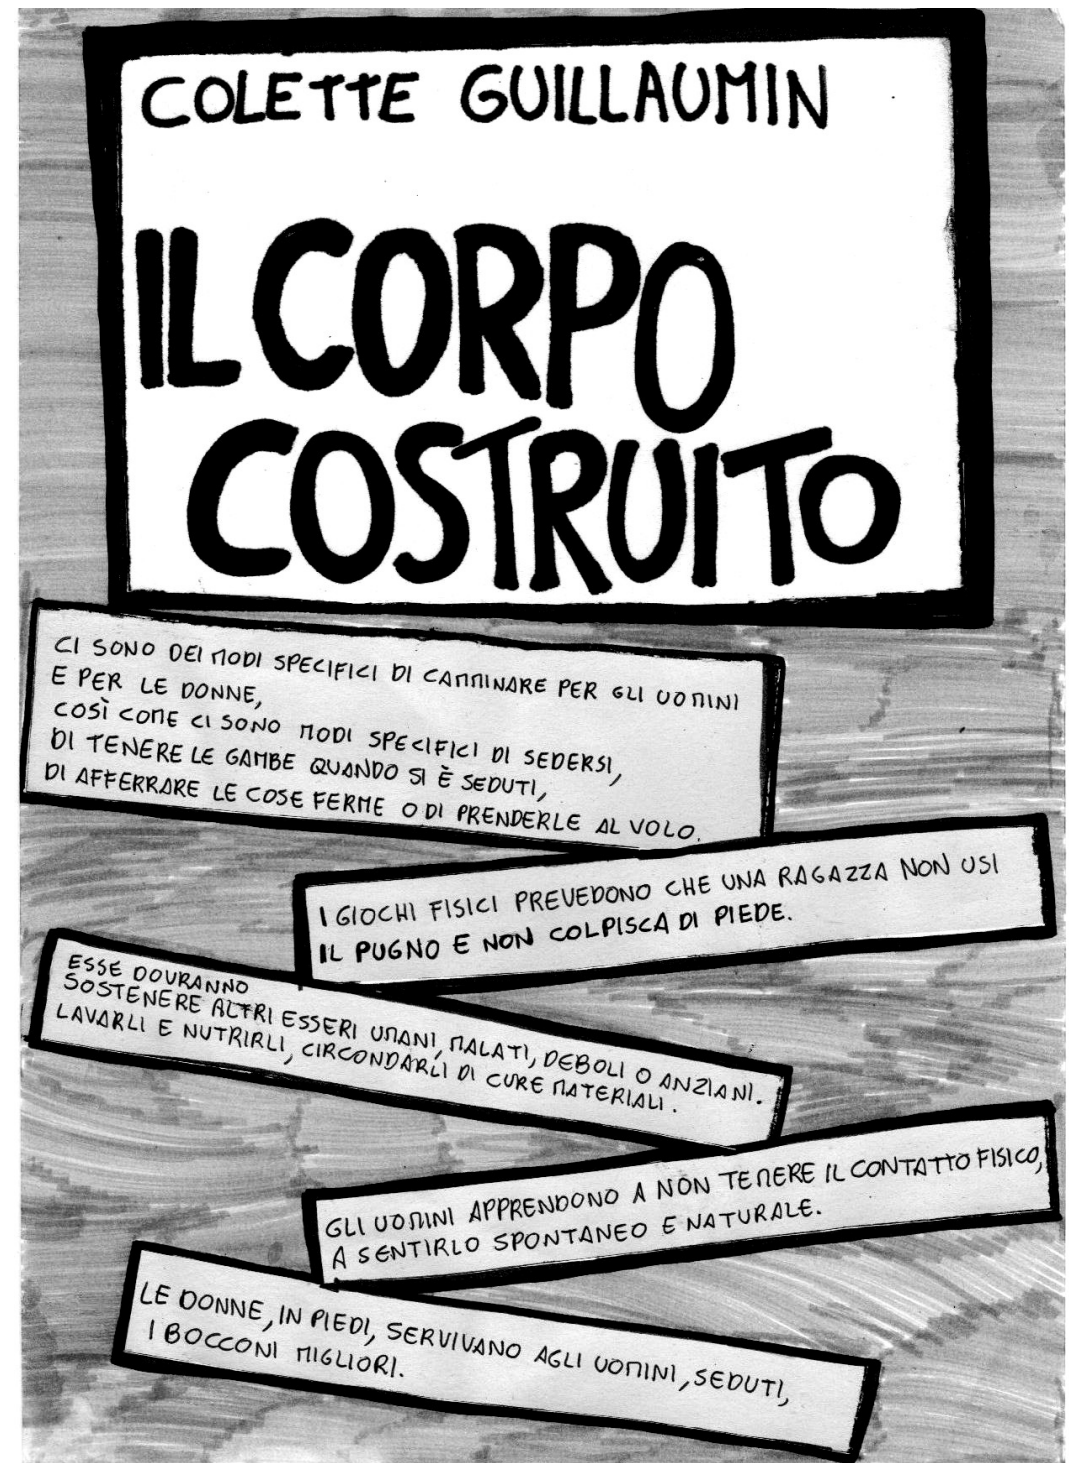 COLETTE GUILLAUMIN
IL CORPO
COSTRUITO
CI SONO DEI MODI SPECIFICI DI CAMMINARE PER GLI UOMINI
E PER LE DONNE,
COSÌ COME CI SONO MODI SPECIFICI DI SEDERSI,
DI TENERE LE GAMBE QUANDO SI È SEDUTI,
DI AFFERRARE LE COSE FERME O DI PRENDERLE AL VOLO.
I GIOCHI FISICI PREVEDONO CHE UNA RAGAZZA NON USI
IL PUGNO E NON COLPISCA DI PIEDE.
ESSE DOVRANNO
SOSTENERE ALTRI ESSERI UMANI, MALATI, DEBOLI O ANZIANI.
LAVARLI E NUTRIRLI, CIRCONDARLI DI CURE MATERIALI.
GLI UOMINI APPRENDONO A NON TEMERE IL CONTATTO FISICO,
A SENTIRLO SPONTANEO E NATURALE.
LE DONNE, IN PIEDI, SERVIVANO AGLI UOMINI, SEDUTI,
I BOCCONI MIGLIORI.